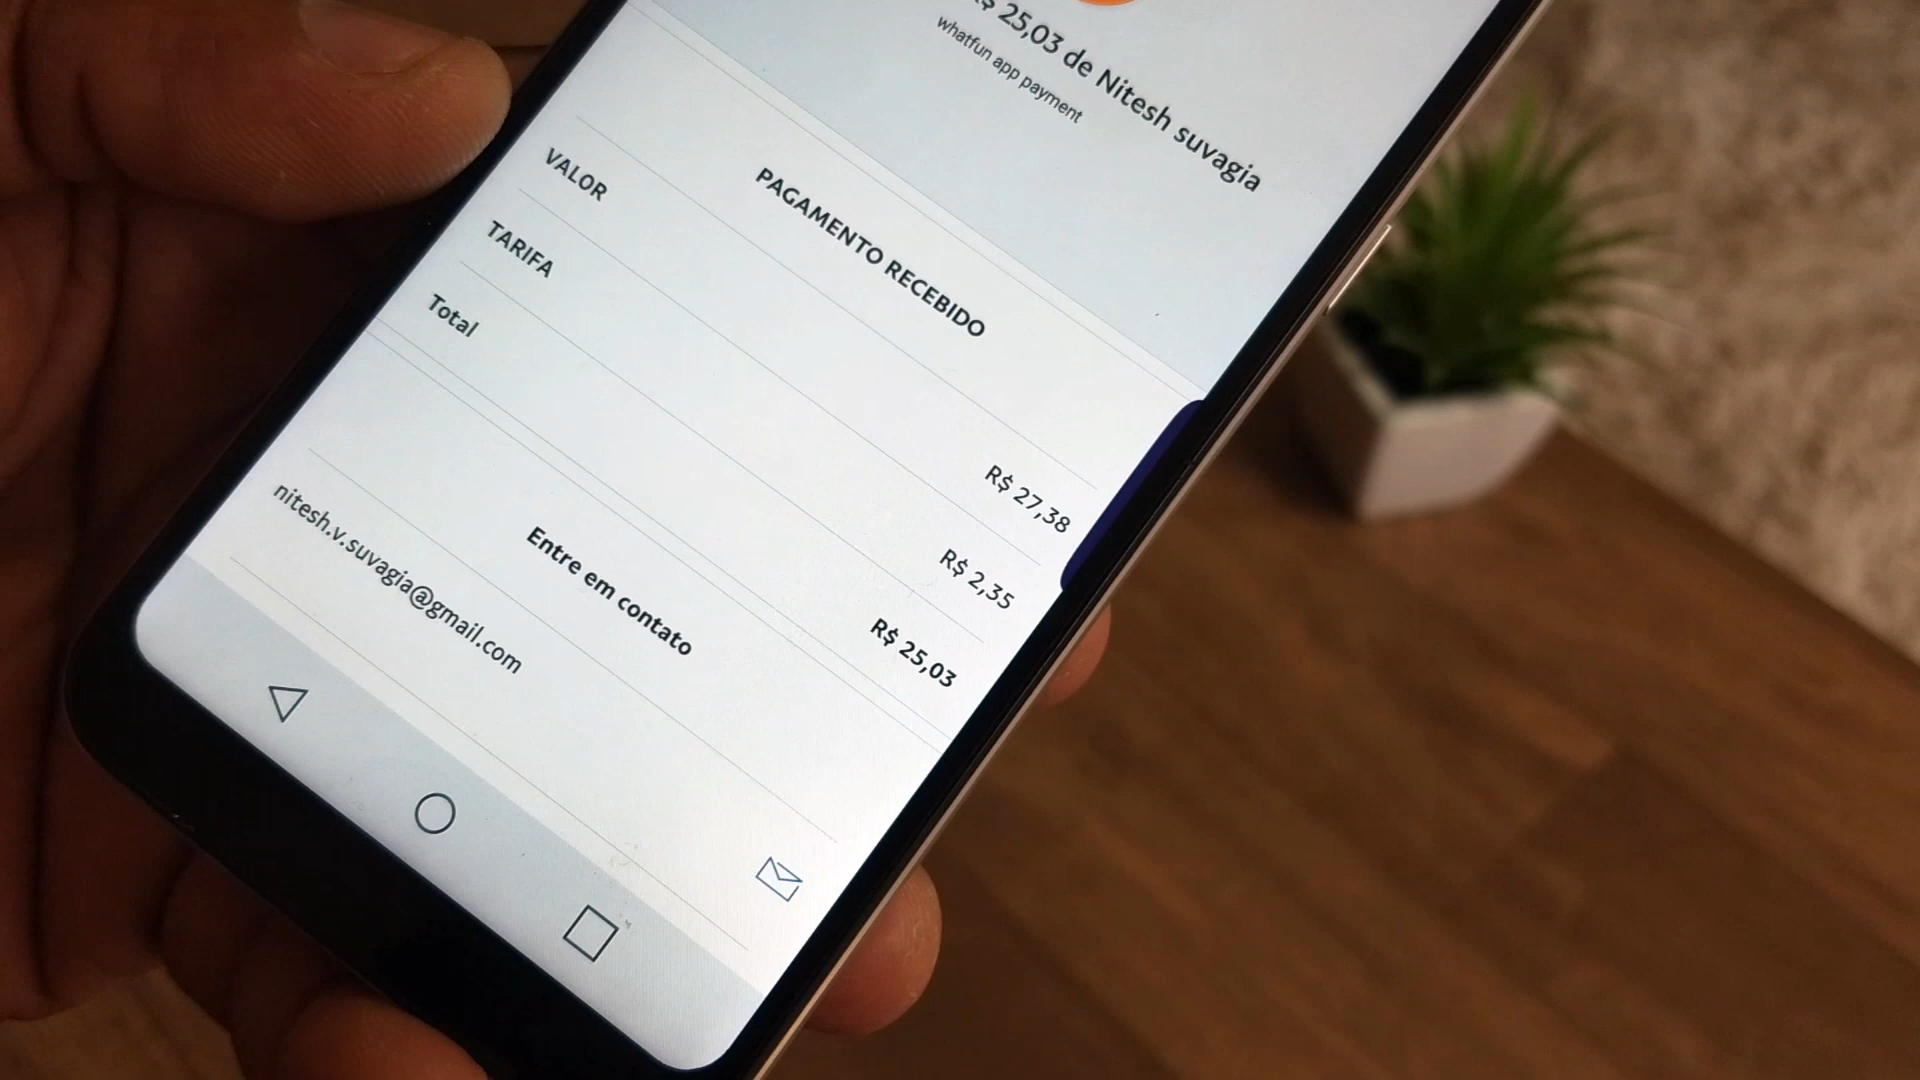 R$ 25,03 de Nitesh suvagia
whatfun app payment
PAGAMENTO RECEBIDO
VALOR R$ 27,38
TARIFA R$ 2,35
Total R$ 25,03
Entre em contato
nitesh.v.suvagia@gmail.com